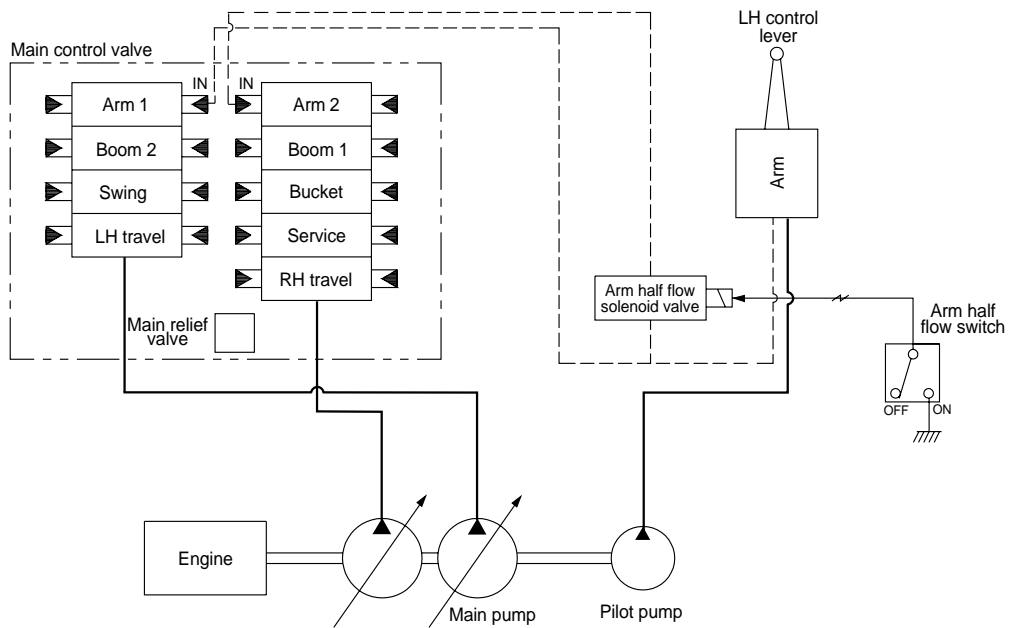 LH control
lever
Main control valve
IN
IN
Arm 1
Boom 2
Swing
LH travel
Arm 2
Boom 1
Bucket
Service
RH travel
Main relief
valve
Arm
Arm half flow
solenoid valve
Arm half
flow switch
OFF
ON
Engine
Main pump
Pilot pump